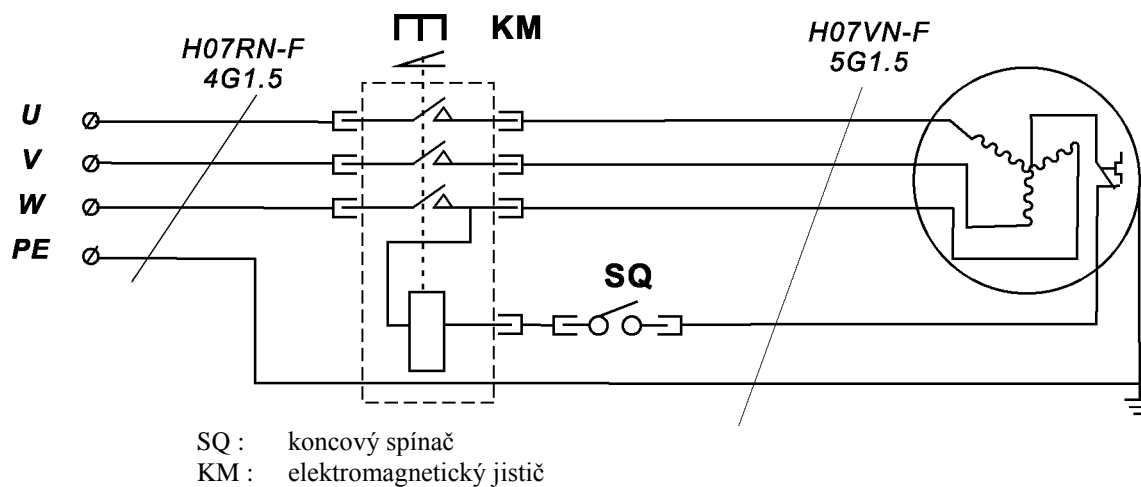 KM
H07RN-F
4G1.5
H07VN-F
5G1.5
U
V
W
PE
SQ
SQ : koncový spínač
KM : elektromagnetický jistič